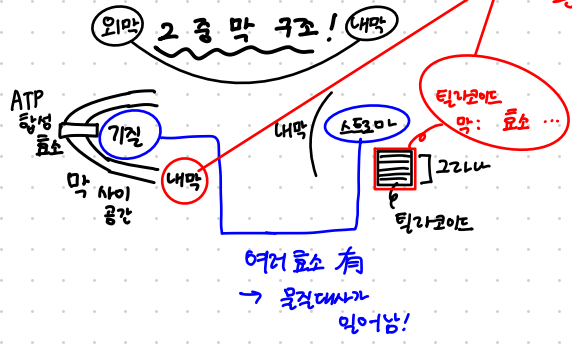 외막 2중막 구조! 내막
ATP
합성
효소
기질
내막
막 사이
공간
내막
스트로마
틸라코이드
막: 효소 …
그라나
틸라코이드
여러 효소 有
→ 물질대사가
일어남!